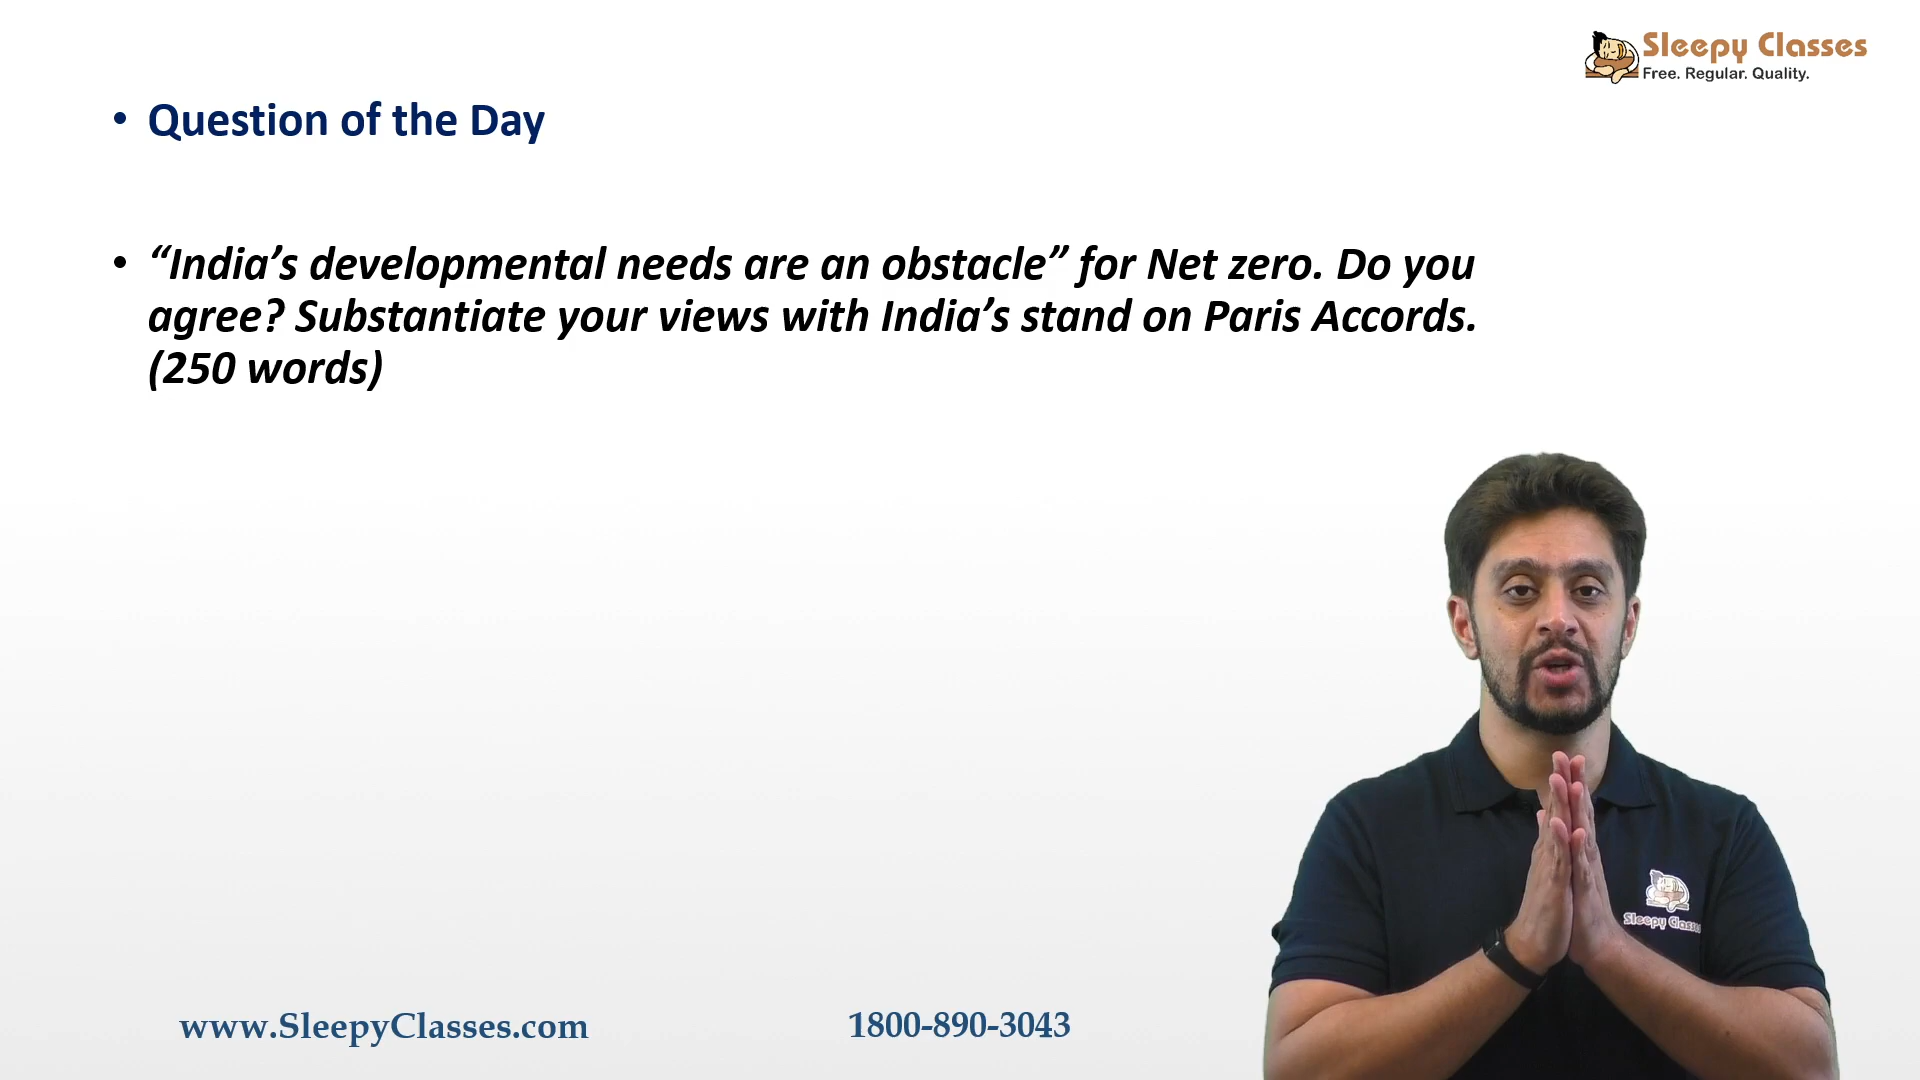 Sleepy Classes
Free. Regular. Quality.
• Question of the Day
• “India’s developmental needs are an obstacle” for Net zero. Do you
agree? Substantiate your views with India’s stand on Paris Accords.
(250 words)
Sleepy Classes
www.SleepyClasses.com
1800-890-3043